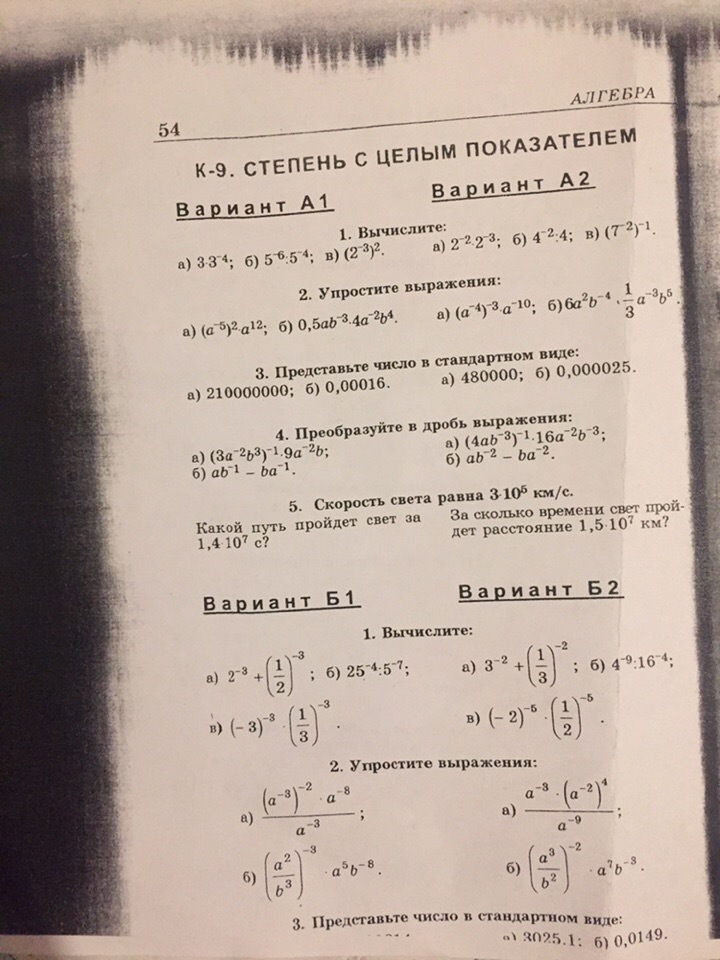 54 АЛГЕБРА
К-9. СТЕПЕНЬ С ЦЕЛЫМ ПОКАЗАТЕЛЕМ
Вариант А1 Вариант А2
1. Вычислите:
а) 3·3⁻⁴; б) 5⁻⁶:5⁻⁴; в) (2⁻³)². а) 2⁻²·2⁻³; б) 4⁻²:4; в) (7⁻²)⁻¹.
2. Упростите выражения:
а) (a⁻⁵)²·a¹²; б) 0,5ab⁻³·4a⁻²b⁴. а) (a⁻⁴)⁻³·a⁻¹⁰; б) 6a²b⁻⁴ · 1/3 a⁻³b⁵.
3. Представьте число в стандартном виде:
а) 210000000; б) 0,00016. а) 480000; б) 0,000025.
4. Преобразуйте в дробь выражения:
а) (3a⁻²b³)⁻¹·9a⁻²b; а) (4ab⁻³)⁻¹·16a⁻²b⁻³;
б) ab⁻¹ – ba⁻¹. б) ab⁻² – ba⁻².
5. Скорость света равна 3·10⁵ км/с.
Какой путь пройдет свет за За сколько времени свет прой-
1,4·10⁷ с? дет расстояние 1,5·10⁷ км?
Вариант Б1 Вариант Б2
1. Вычислите:
а) 2⁻³ + (1/2)⁻³; б) 25⁻⁴:5⁻⁷; а) 3⁻² + (1/3)⁻²; б) 4⁻⁹:16⁻⁴;
в) (– 3)⁻³ · (1/3)⁻³. в) (– 2)⁻⁵ · (1/2)⁻⁵.
2. Упростите выражения:
а) (a⁻³)⁻² · a⁻⁸ / a⁻³; а) a⁻³ · (a⁻²)⁴ / a⁻⁹;
б) (a²/b³)⁻³ · a⁵b⁻⁸. б) (a³/b²)⁻² · a⁷b⁻³.
3. Представьте число в стандартном виде:
а) 3025,1; б) 0,0149.